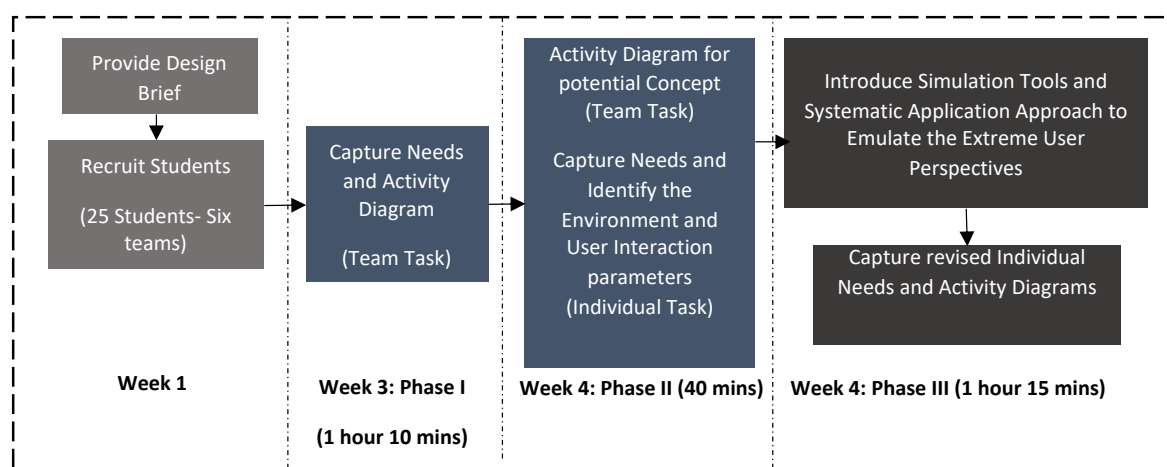 Provide Design
Brief
Recruit Students
(25 Students- Six
teams)
Week 1
Capture Needs
and Activity
Diagram
(Team Task)
Week 3: Phase I
(1 hour 10 mins)
Activity Diagram for
potential Concept
(Team Task)
Capture Needs and
Identify the
Environment and
User Interaction
parameters
(Individual Task)
Week 4: Phase II (40 mins)
Introduce Simulation Tools and
Systematic Application Approach to
Emulate the Extreme User
Perspectives
Capture revised Individual
Needs and Activity Diagrams
Week 4: Phase III (1 hour 15 mins)